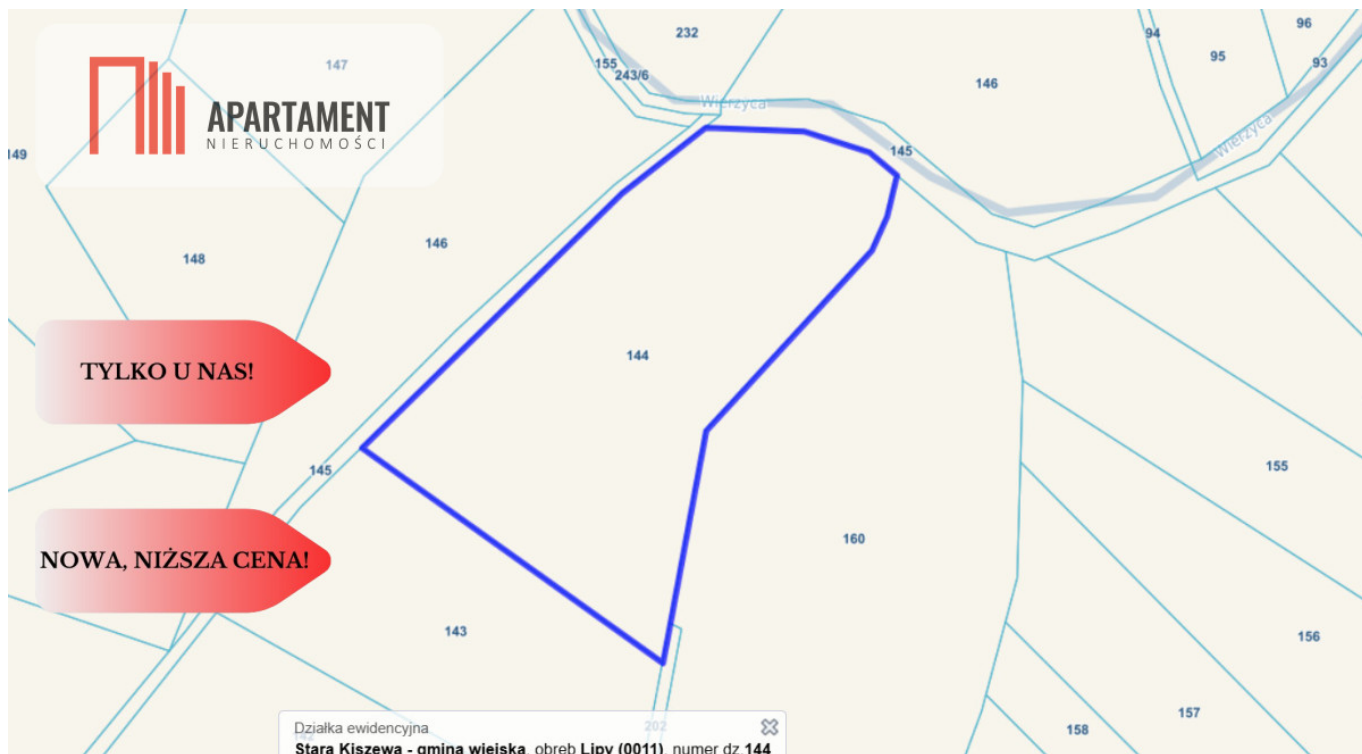 APARTAMENT
NIERUCHOMOŚCI
TYLKO U NAS!
NOWA, NIŻSZA CENA!
147
149
148
146
232
155
243/6
Wierzyca
146
94
95
96
93
145
Wierzyca
144
145
143
160
155
156
157
158
202
142
Działka ewidencyjna
Stara Kiszewa - gmina wiejska, obręb Lipy (0011), numer dz.144